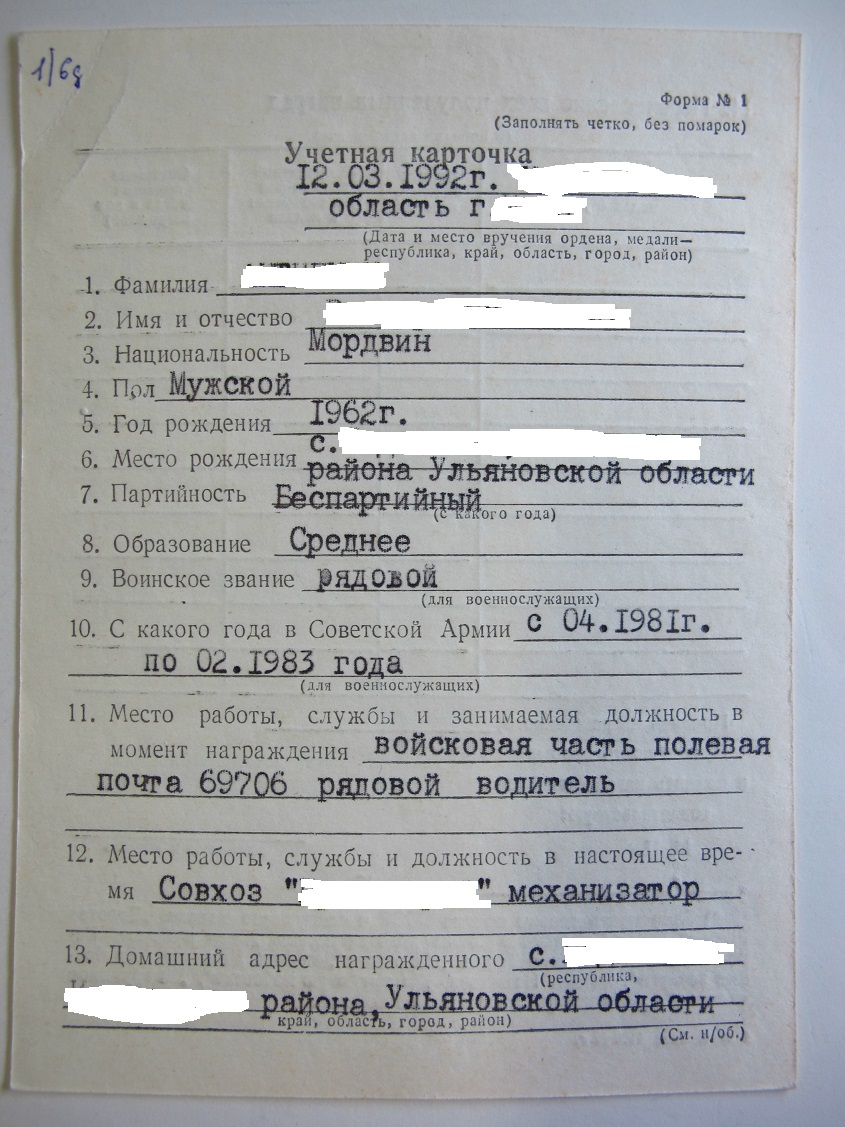 1/6д
Форма № 1
(Заполнять четко, без помарок)
Учетная карточка
12.03.1992г.
область г.
(Дата и место вручения ордена, медали—
республика, край, область, город, район)
1. Фамилия
2. Имя и отчество
3. Национальность Мордвин
4. Пол Мужской
5. Год рождения 1962г.
6. Место рождения с.
района Ульяновской области
7. Партийность Беспартийный
(с какого года)
8. Образование Среднее
9. Воинское звание рядовой
(для военнослужащих)
10. С какого года в Советской Армии с 04.1981г.
по 02.1983 года
(для военнослужащих)
11. Место работы, службы и занимаемая должность в
момент награждения войсковая часть полевая
почта 69706 рядовой водитель
12. Место работы, службы и должность в настоящее вре-
мя Совхоз " " механизатор
13. Домашний адрес награжденного с.
(республика,
района, Ульяновской области
край, область, город, район)
(См. н/об.)